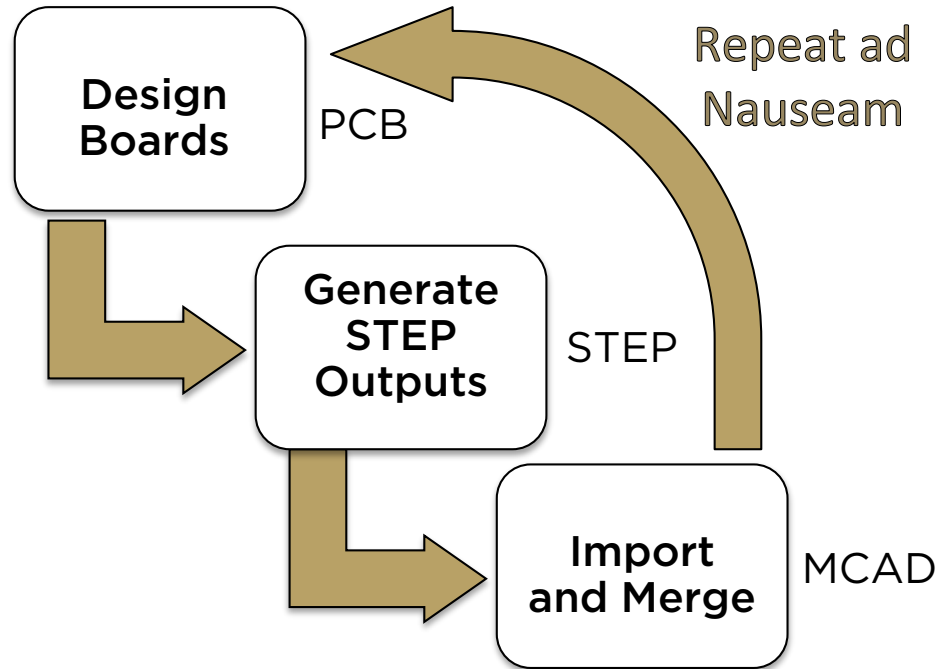 Repeat ad
Nauseam
Design
Boards
PCB
Generate
STEP
Outputs
STEP
Import
and Merge
MCAD